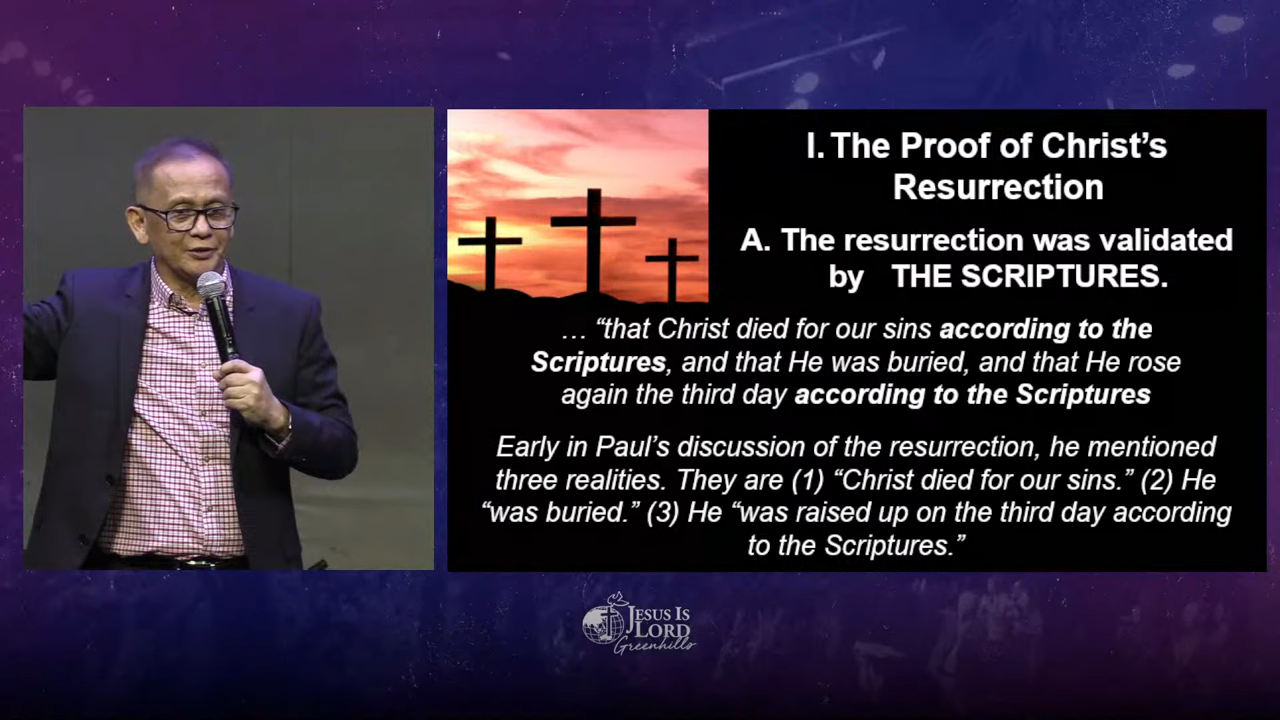 I. The Proof of Christ’s
Resurrection
A. The resurrection was validated
by THE SCRIPTURES.
… “that Christ died for our sins according to the
Scriptures, and that He was buried, and that He rose
again the third day according to the Scriptures
Early in Paul’s discussion of the resurrection, he mentioned
three realities. They are (1) “Christ died for our sins.” (2) He
“was buried.” (3) He “was raised up on the third day according
to the Scriptures.”
JESUS IS
LORD
Greenhills